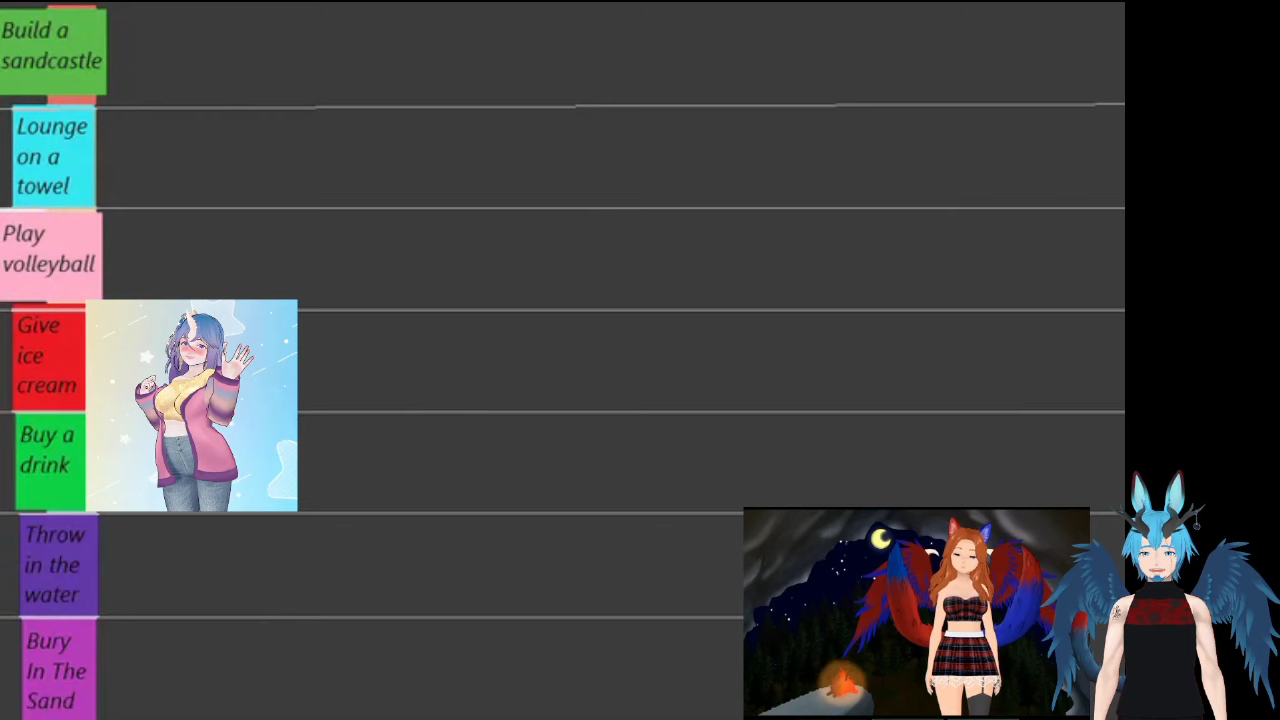 Build a
sandcastle
Lounge
on a
towel
Play
volleyball
Give
ice
cream
Buy a
drink
Throw
in the
water
Bury
In The
Sand